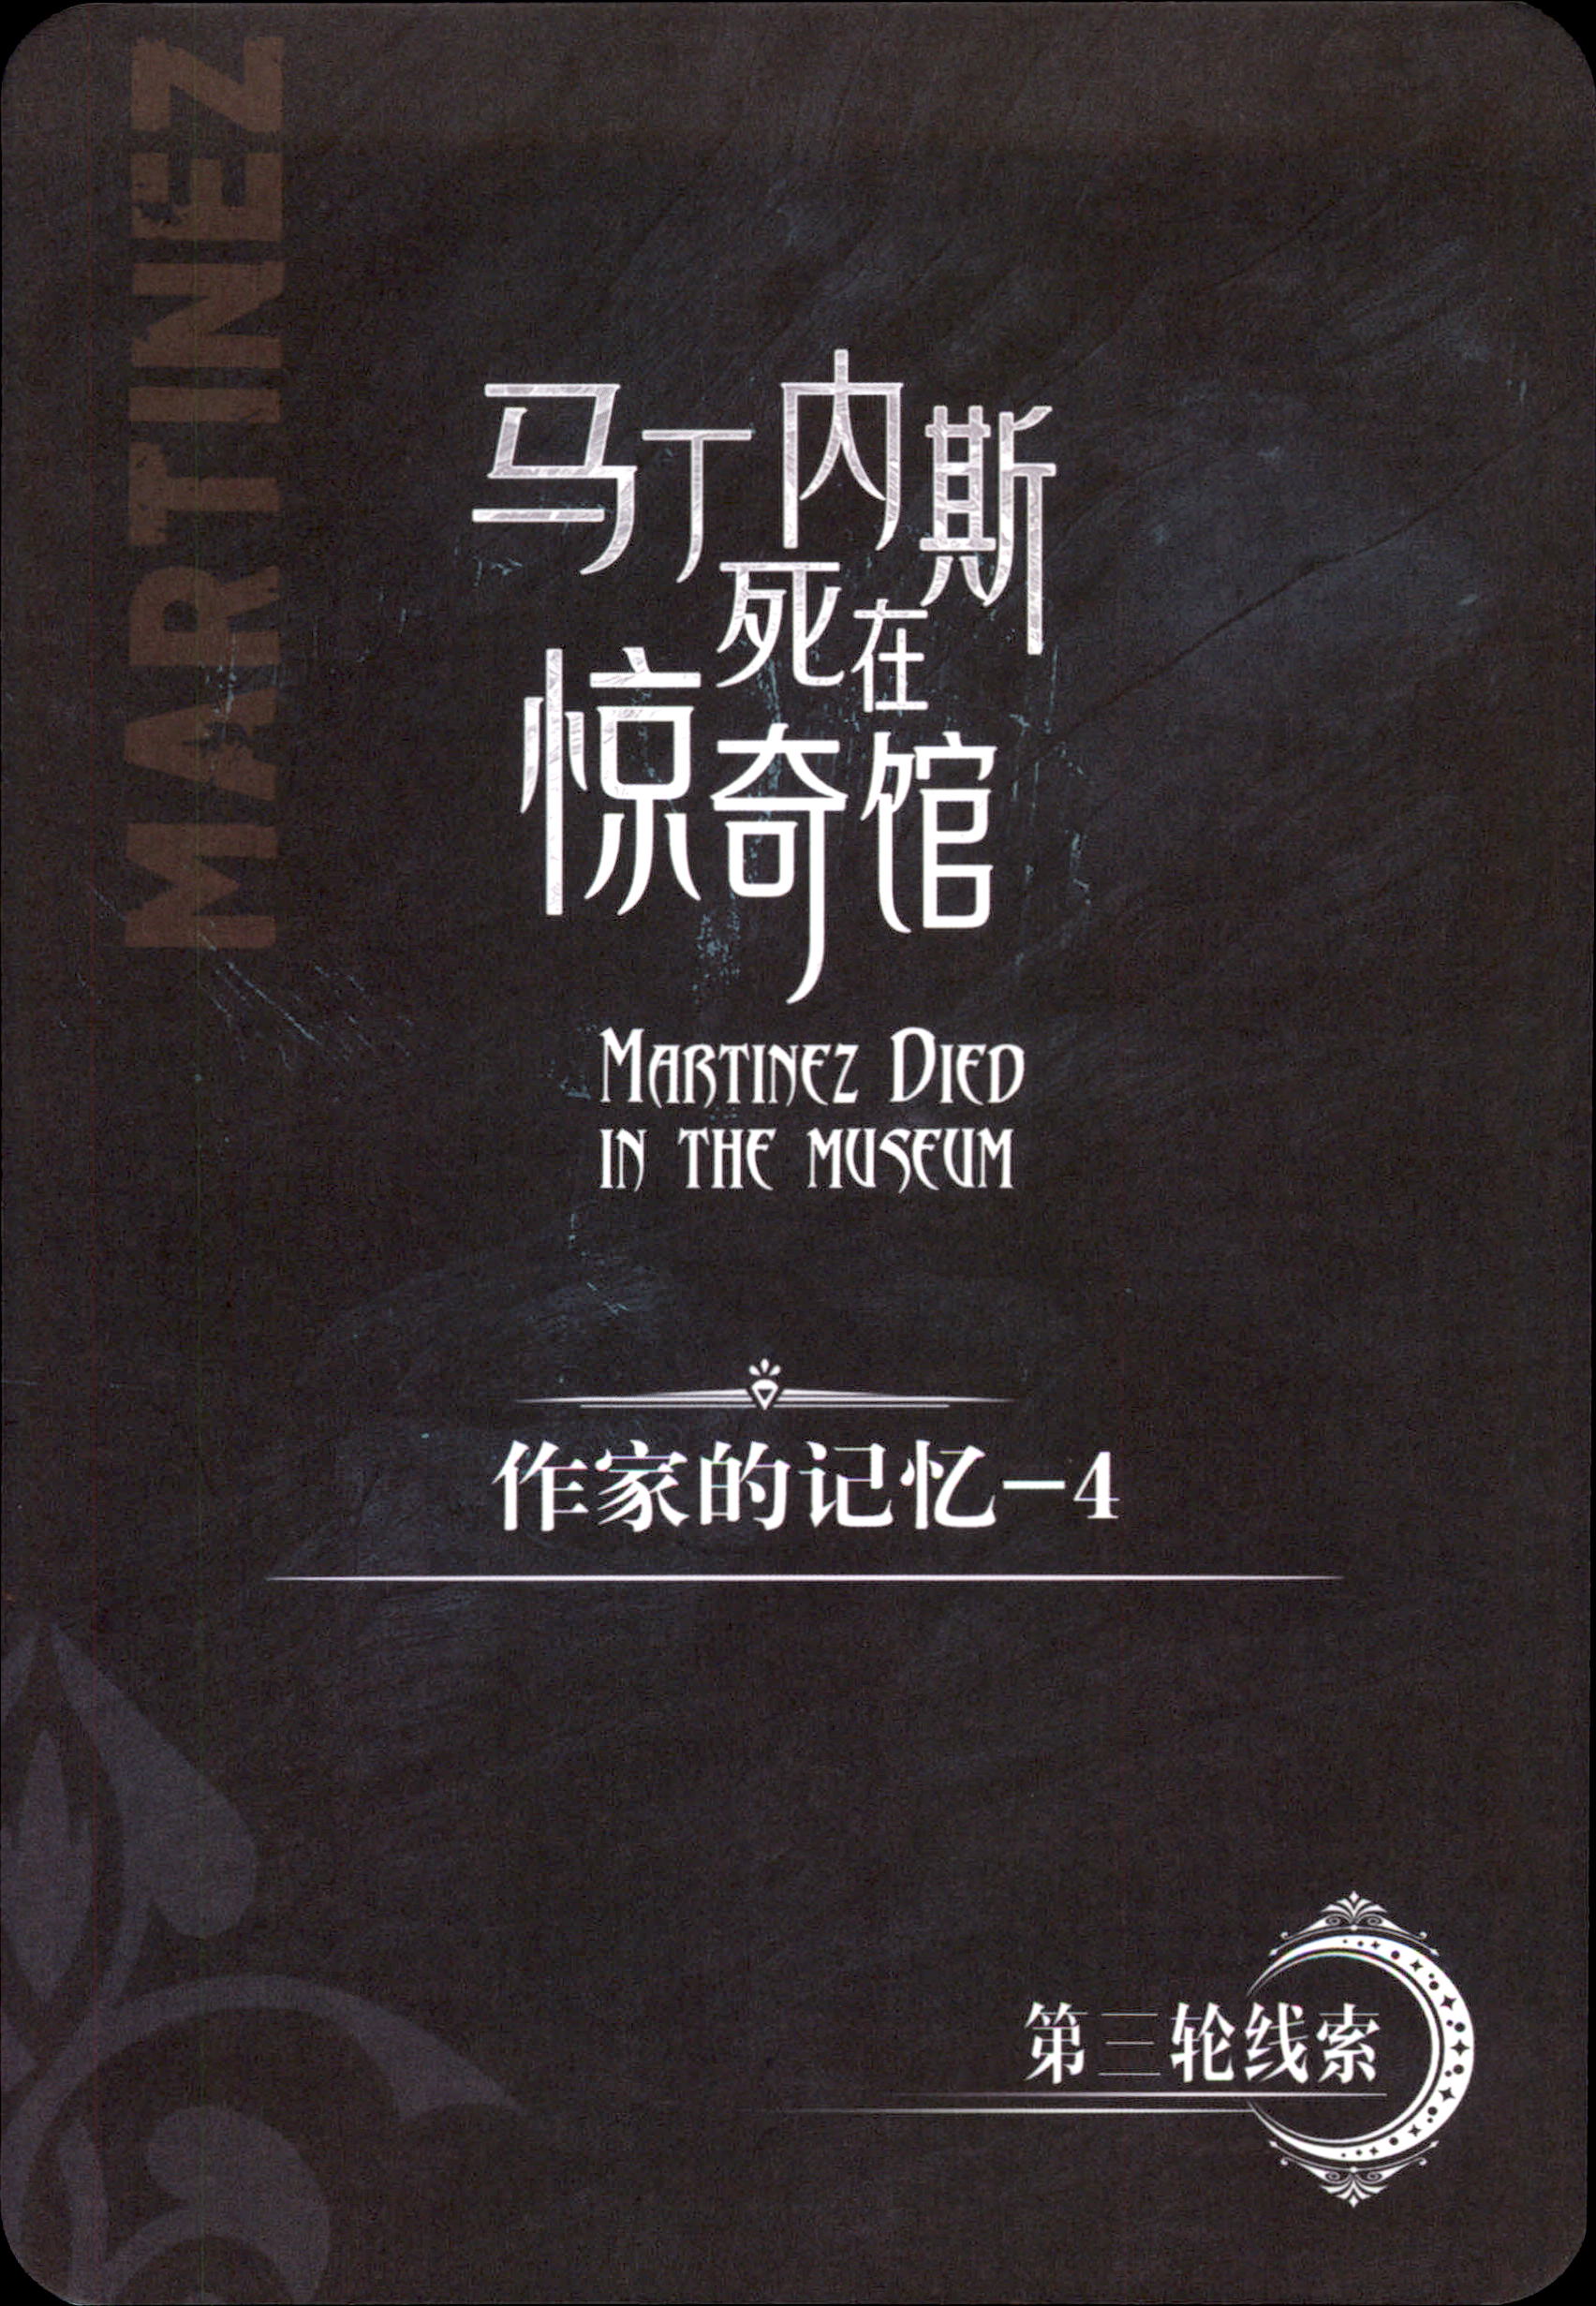 MARTINEZ
马丁内斯
死在
惊奇馆
MARTINEZ DIED
IN THE MUSEUM
作家的记忆-4
第三轮线索